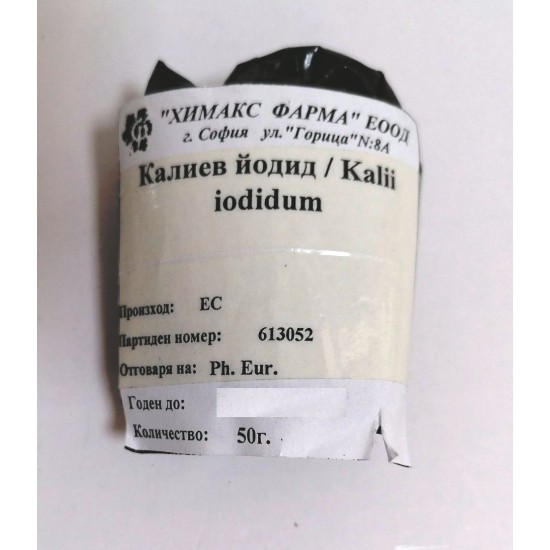 "ХИМАКС ФАРМА" ЕООД
г. София ул."Горица"N:8А
Калиев йодид / Kalii
iodidum
Произход: ЕС
Партиден номер: 613052
Отговаря на: Ph. Eur.
Годен до:
Количество: 50г.